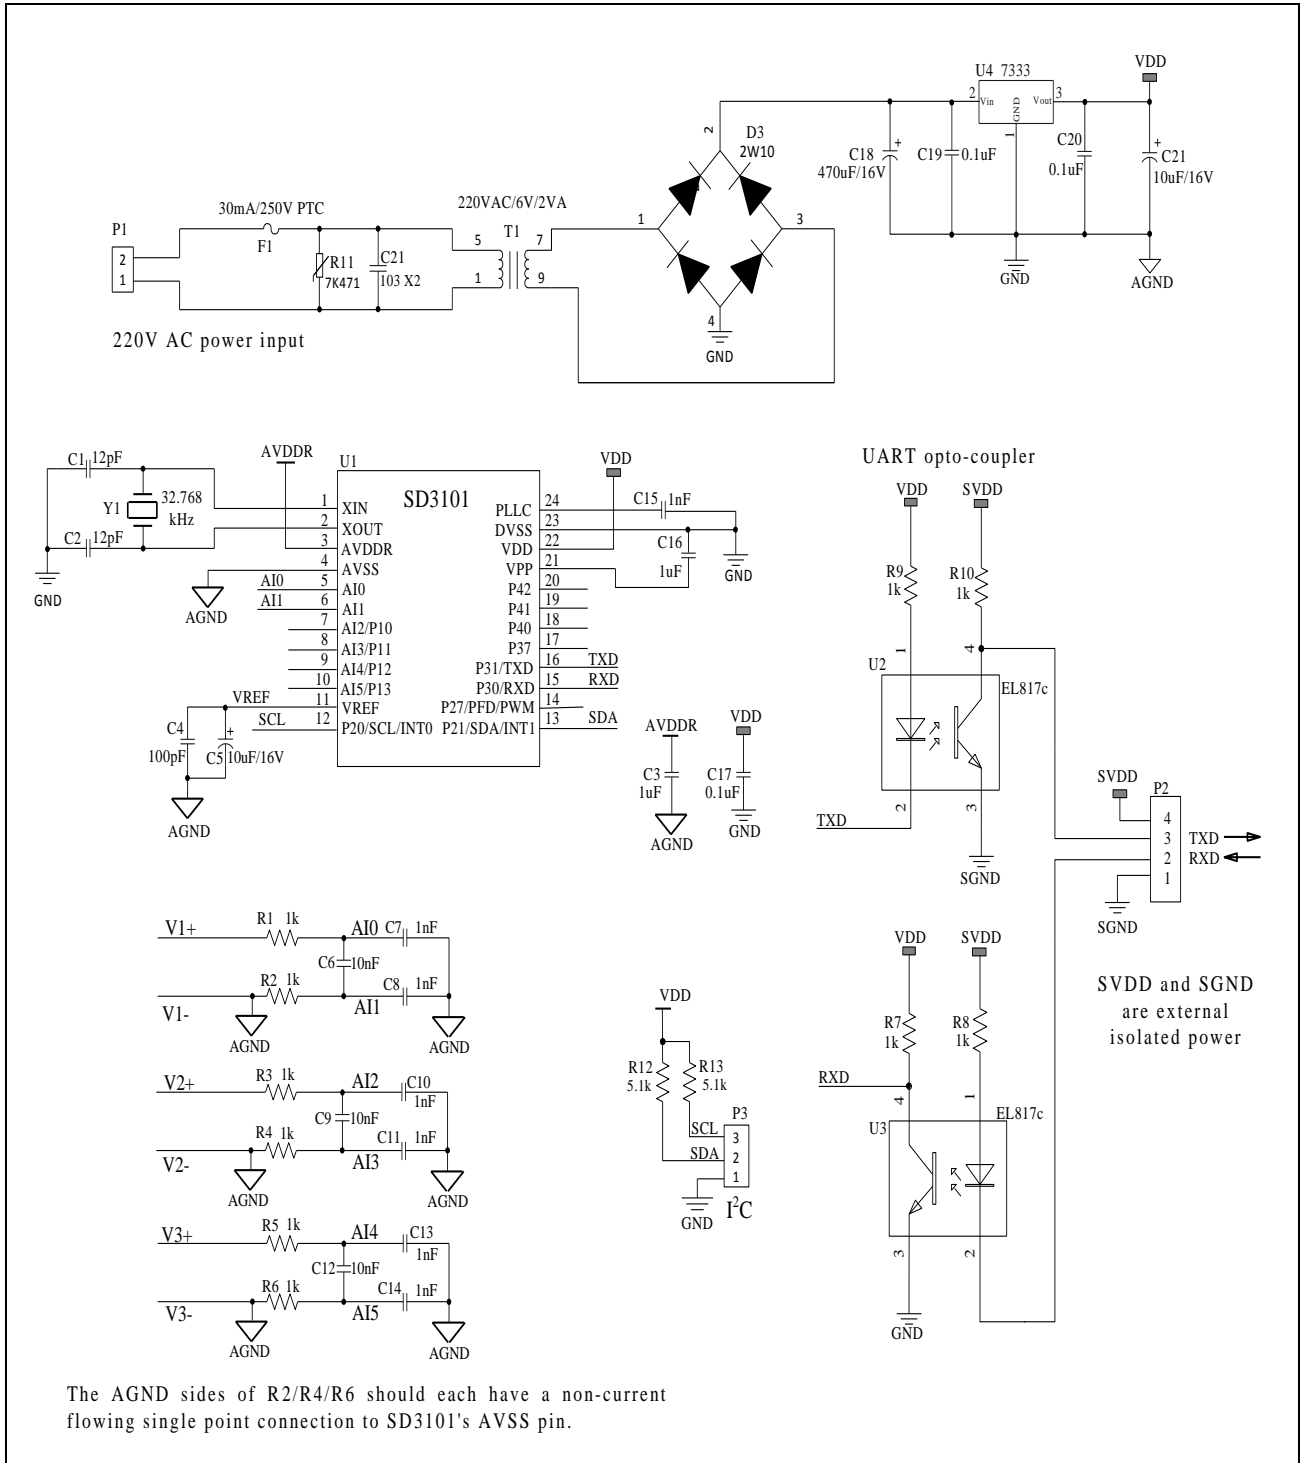 VDD
U4 7333
2 Vin GND Vout 3
1
C18
470uF/16V
+
C19 0.1uF
C20
0.1uF
+
C21
10uF/16V
GND
AGND
D3
2W10
2
1
3
4
GND
30mA/250V PTC
F1
P1
2
1
R11
7K471
C21
103 X2
220VAC/6V/2VA
T1
5 7
1 9
220V AC power input
C1 12pF
Y1
32.768
kHz
C2 12pF
GND
AVDDR
U1
SD3101
1 XIN
2 XOUT
3 AVDDR
4 AVSS
AI0 5 AI0
AI1 6 AI1
7 AI2/P10
8 AI3/P11
9 AI4/P12
10 AI5/P13
VREF 11 VREF
SCL 12 P20/SCL/INT0
PLLC 24
DVSS 23
VDD 22
VPP 21
P42 20
P41 19
P40 18
P37 17
P31/TXD 16 TXD
P30/RXD 15 RXD
P27/PFD/PWM 14
P21/SDA/INT1 13 SDA
AGND
C4
100pF
+
C5 10uF/16V
AGND
VDD
C15 1nF
C16
1uF
GND
AVDDR
C3
1uF
AGND
VDD
C17
0.1uF
GND
UART opto-coupler
VDD SVDD
R9
1k
R10
1k
1 4
U2
EL817c
2 3
TXD
SGND
SVDD
P2
4
3 TXD
2 RXD
1
SGND
SVDD and SGND
are external
isolated power
V1+
R1 1k
AI0
C7 1nF
C6 10nF
R2 1k
C8 1nF
V1-
AI1
AGND
AGND
V2+
R3 1k
AI2
C10
1nF
C9 10nF
R4 1k
C11 1nF
V2-
AI3
AGND
AGND
V3+
R5 1k
AI4
C13
1nF
C12 10nF
R6 1k
C14 1nF
V3-
AI5
AGND
AGND
VDD
R12
5.1k
R13
5.1k
P3
SCL 3
SDA 2
1
GND
I²C
VDD SVDD
R7
1k
R8
1k
RXD
4 1
U3
EL817c
3 2
GND
The AGND sides of R2/R4/R6 should each have a non-current
flowing single point connection to SD3101's AVSS pin.